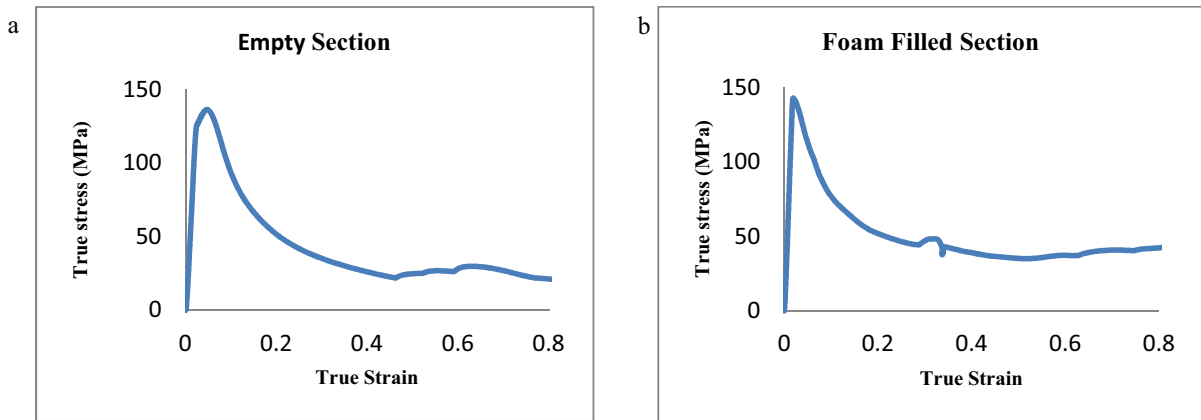 a
Empty Section
True stress (MPa)
150
100
50
0
0 0.2 0.4 0.6 0.8
True Strain
b
Foam Filled Section
True stress (MPa)
150
100
50
0
0 0.2 0.4 0.6 0.8
True Strain